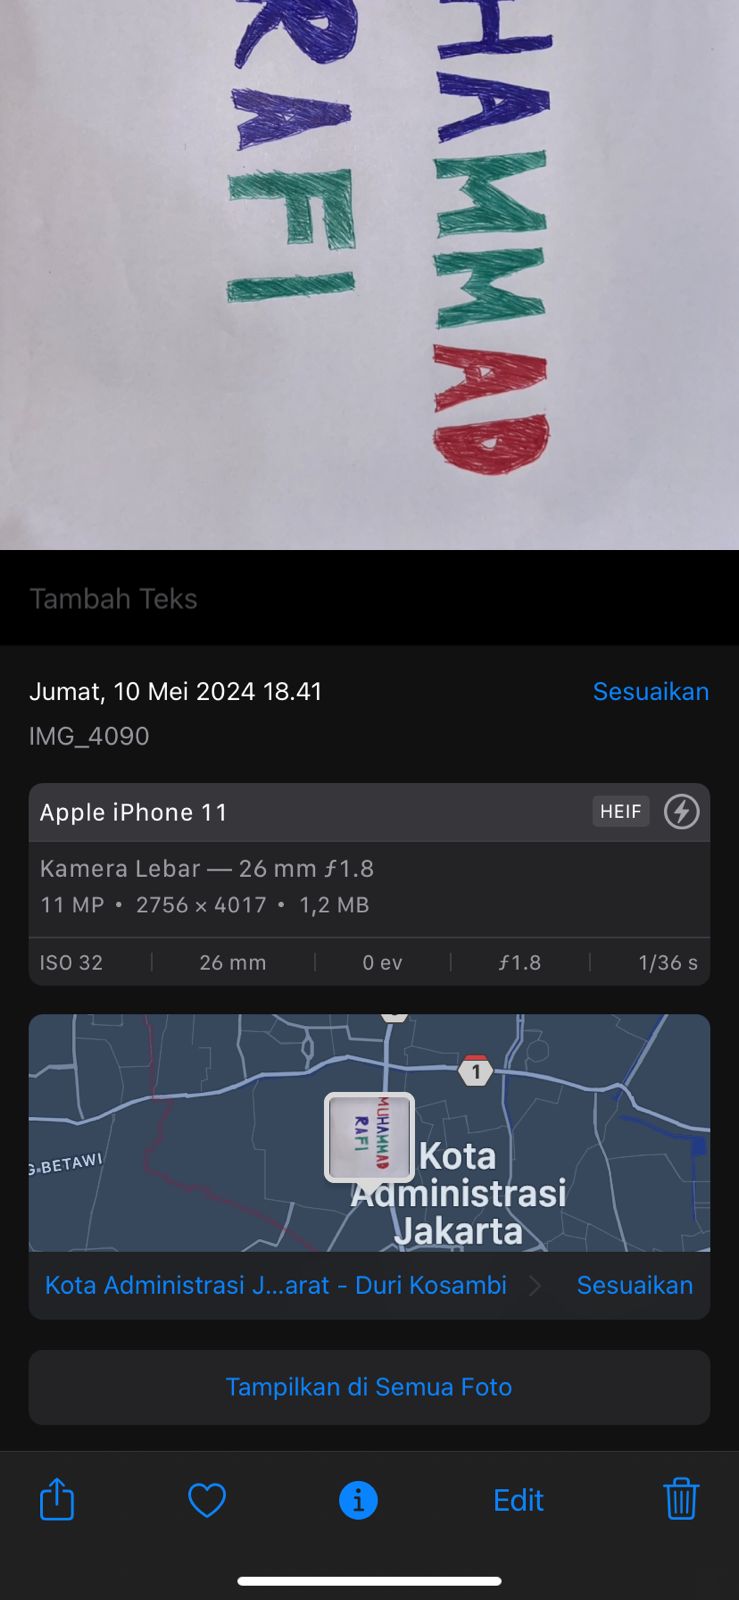 HAMMAD
RAFI
Tambah Teks
Jumat, 10 Mei 2024 18.41
Sesuaikan
IMG_4090
Apple iPhone 11
HEIF
Kamera Lebar — 26 mm ƒ1.8
11 MP • 2756 × 4017 • 1,2 MB
ISO 32 | 26 mm | 0 ev | ƒ1.8 | 1/36 s
1
MUHAMMAD
RAFI
G-BETAWI
Kota
Administrasi
Jakarta
Kota Administrasi J...arat - Duri Kosambi
Sesuaikan
Tampilkan di Semua Foto
Edit